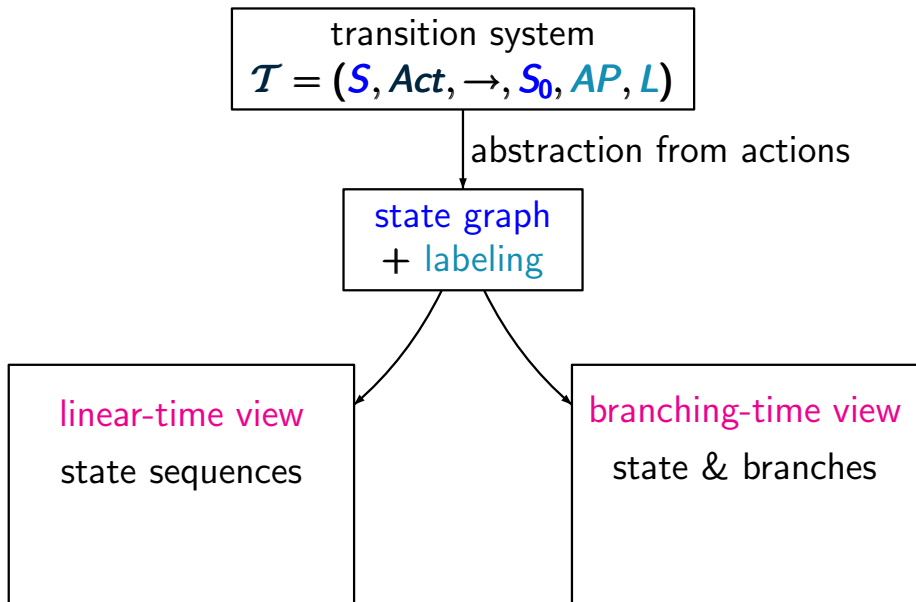 transition system
𝒯 = (S, Act, →, S₀, AP, L)
abstraction from actions
state graph
+ labeling
linear-time view
state sequences
branching-time view
state & branches